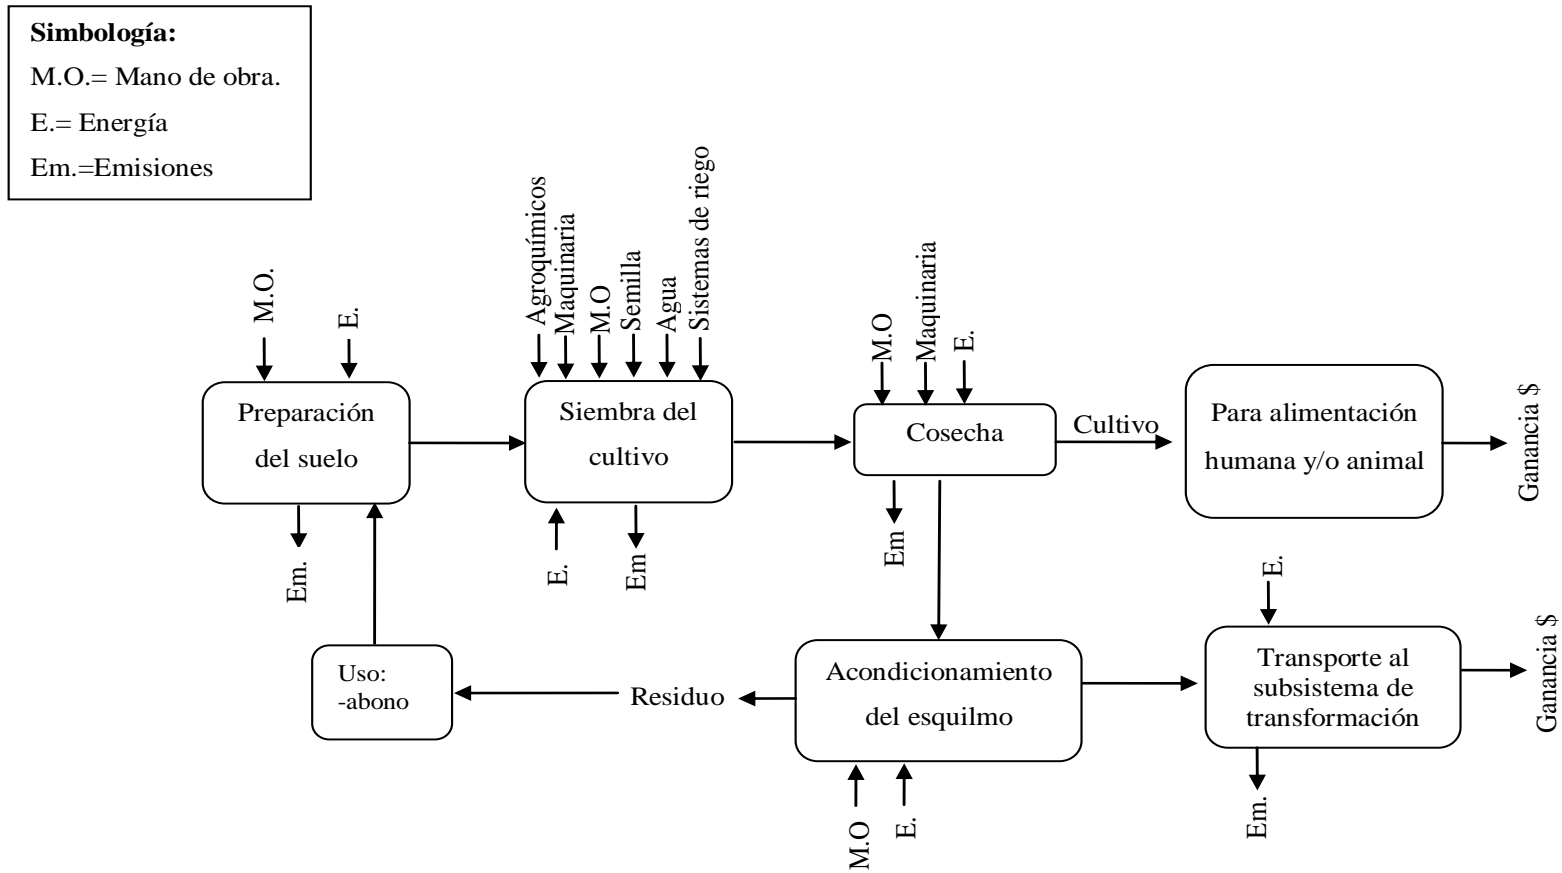 Simbología:
M.O.= Mano de obra.
E.= Energía
Em.=Emisiones
M.O.
E.
Agroquímicos
Maquinaria
M.O
Semilla
Agua
Sistemas de riego
M.O
Maquinaria
E.
Preparación
del suelo
Siembra del
cultivo
Cosecha
Cultivo
Para alimentación
humana y/o animal
Ganancia $
Em.
E.
Em
Em
E.
Uso:
-abono
Residuo
Acondicionamiento
del esquilmo
Transporte al
subsistema de
transformación
Ganancia $
M.O
E.
Em.